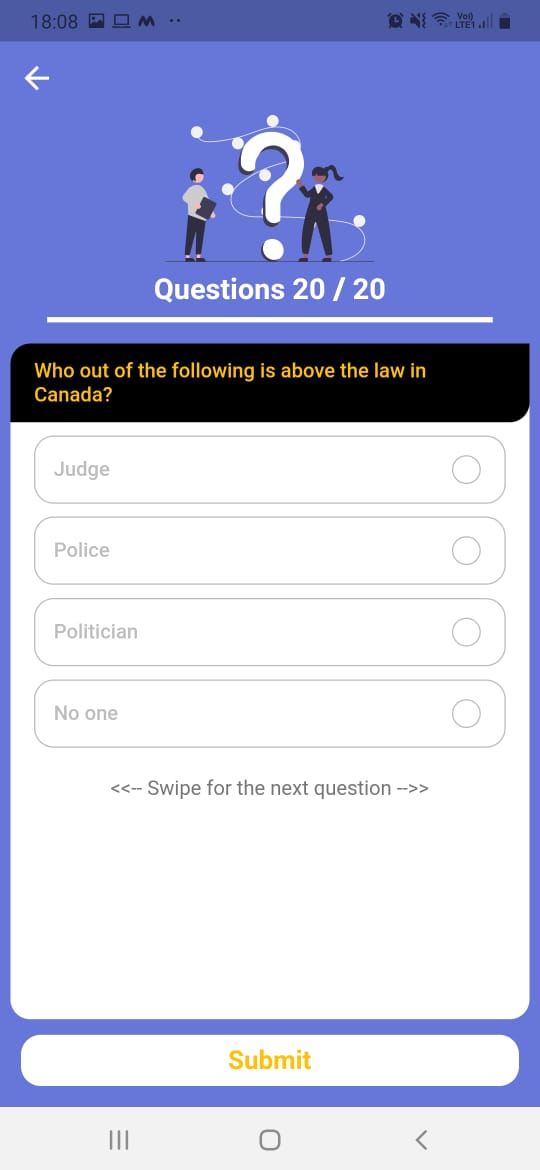 18:08
Vo)
LTE1
Questions 20 / 20
Who out of the following is above the law in
Canada?
Judge
Police
Politician
No one
<<-- Swipe for the next question -->>
Submit